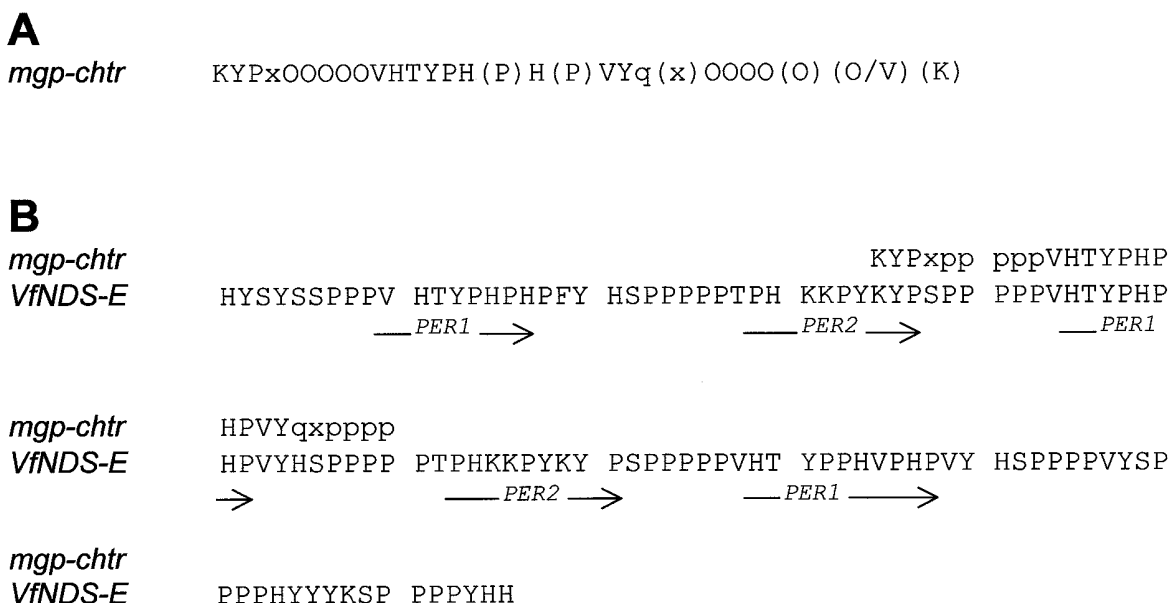 A
mgp-chtr KYPxOOOOOVHTYPH(P)H(P)VYq(x)OOOO(O)(O/V)(K)
B
mgp-chtr KYPxpp pppVHTYPHP
VfNDS-E HYSYSSPPPV HTYPHPHPFY HSPPPPPTPH KKPYKYPSPP PPPVHTYPHP
PER1 PER2 PER1
mgp-chtr HPVYqxpppp
VfNDS-E HPVYHSPPPP PTPHKKPYKY PSPPPPPVHT YPPHVPHPVY HSPPPPVYSP
PER2 PER1
mgp-chtr
VfNDS-E PPPHYYYKSP PPPYHH